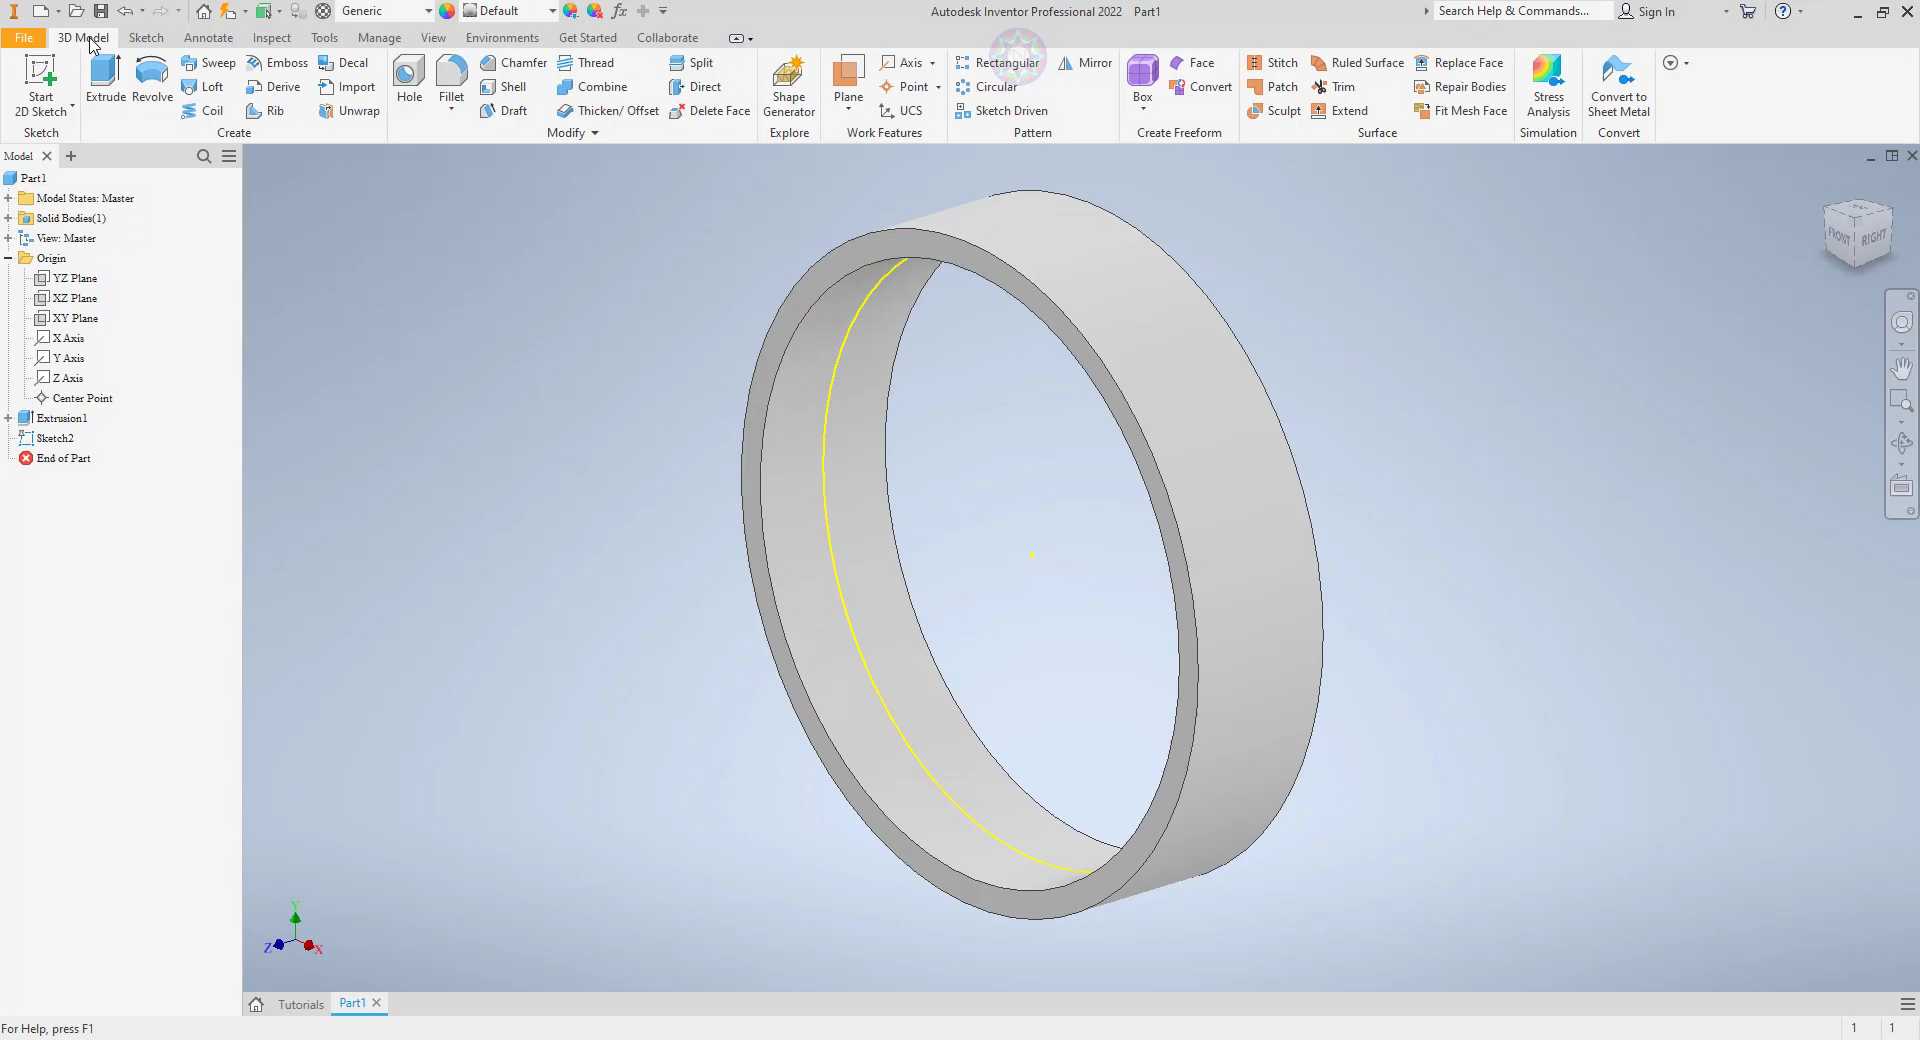 Generic
Default
Autodesk Inventor Professional 2022 Part1
Search Help & Commands...
Sign In
File
3D Model
Sketch
Annotate
Inspect
Tools
Manage
View
Environments
Get Started
Collaborate
Start
2D Sketch
Sketch
Extrude
Revolve
Sweep
Loft
Coil
Emboss
Derive
Rib
Decal
Import
Unwrap
Create
Hole
Fillet
Chamfer
Shell
Draft
Thread
Combine
Thicken/ Offset
Split
Direct
Delete Face
Modify
Shape
Generator
Explore
Plane
Axis
Point
UCS
Work Features
Rectangular
Circular
Sketch Driven
Mirror
Pattern
Box
Face
Convert
Create Freeform
Stitch
Patch
Sculpt
Ruled Surface
Trim
Extend
Replace Face
Repair Bodies
Fit Mesh Face
Surface
Stress
Analysis
Simulation
Convert to
Sheet Metal
Convert
Model
Part1
Model States: Master
Solid Bodies(1)
View: Master
Origin
YZ Plane
XZ Plane
XY Plane
X Axis
Y Axis
Z Axis
Center Point
Extrusion1
Sketch2
End of Part
FRONT
RIGHT
Y
Z
X
Tutorials
Part1
For Help, press F1
1
1